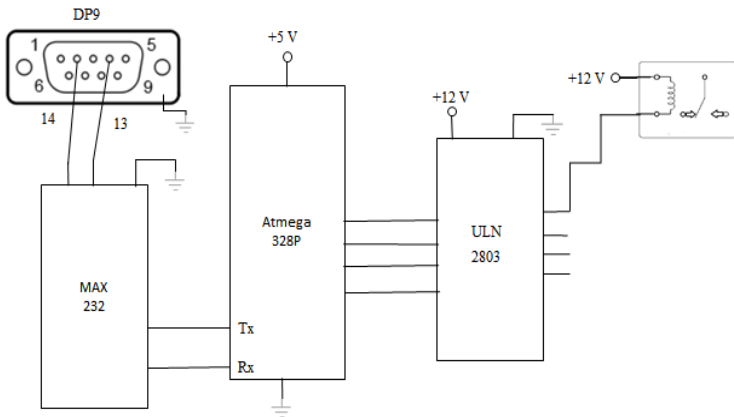 DP9
1
5
6
9
14
13
+5 V
+12 V
+12 V
Atmega
328P
ULN
2803
MAX
232
Tx
Rx